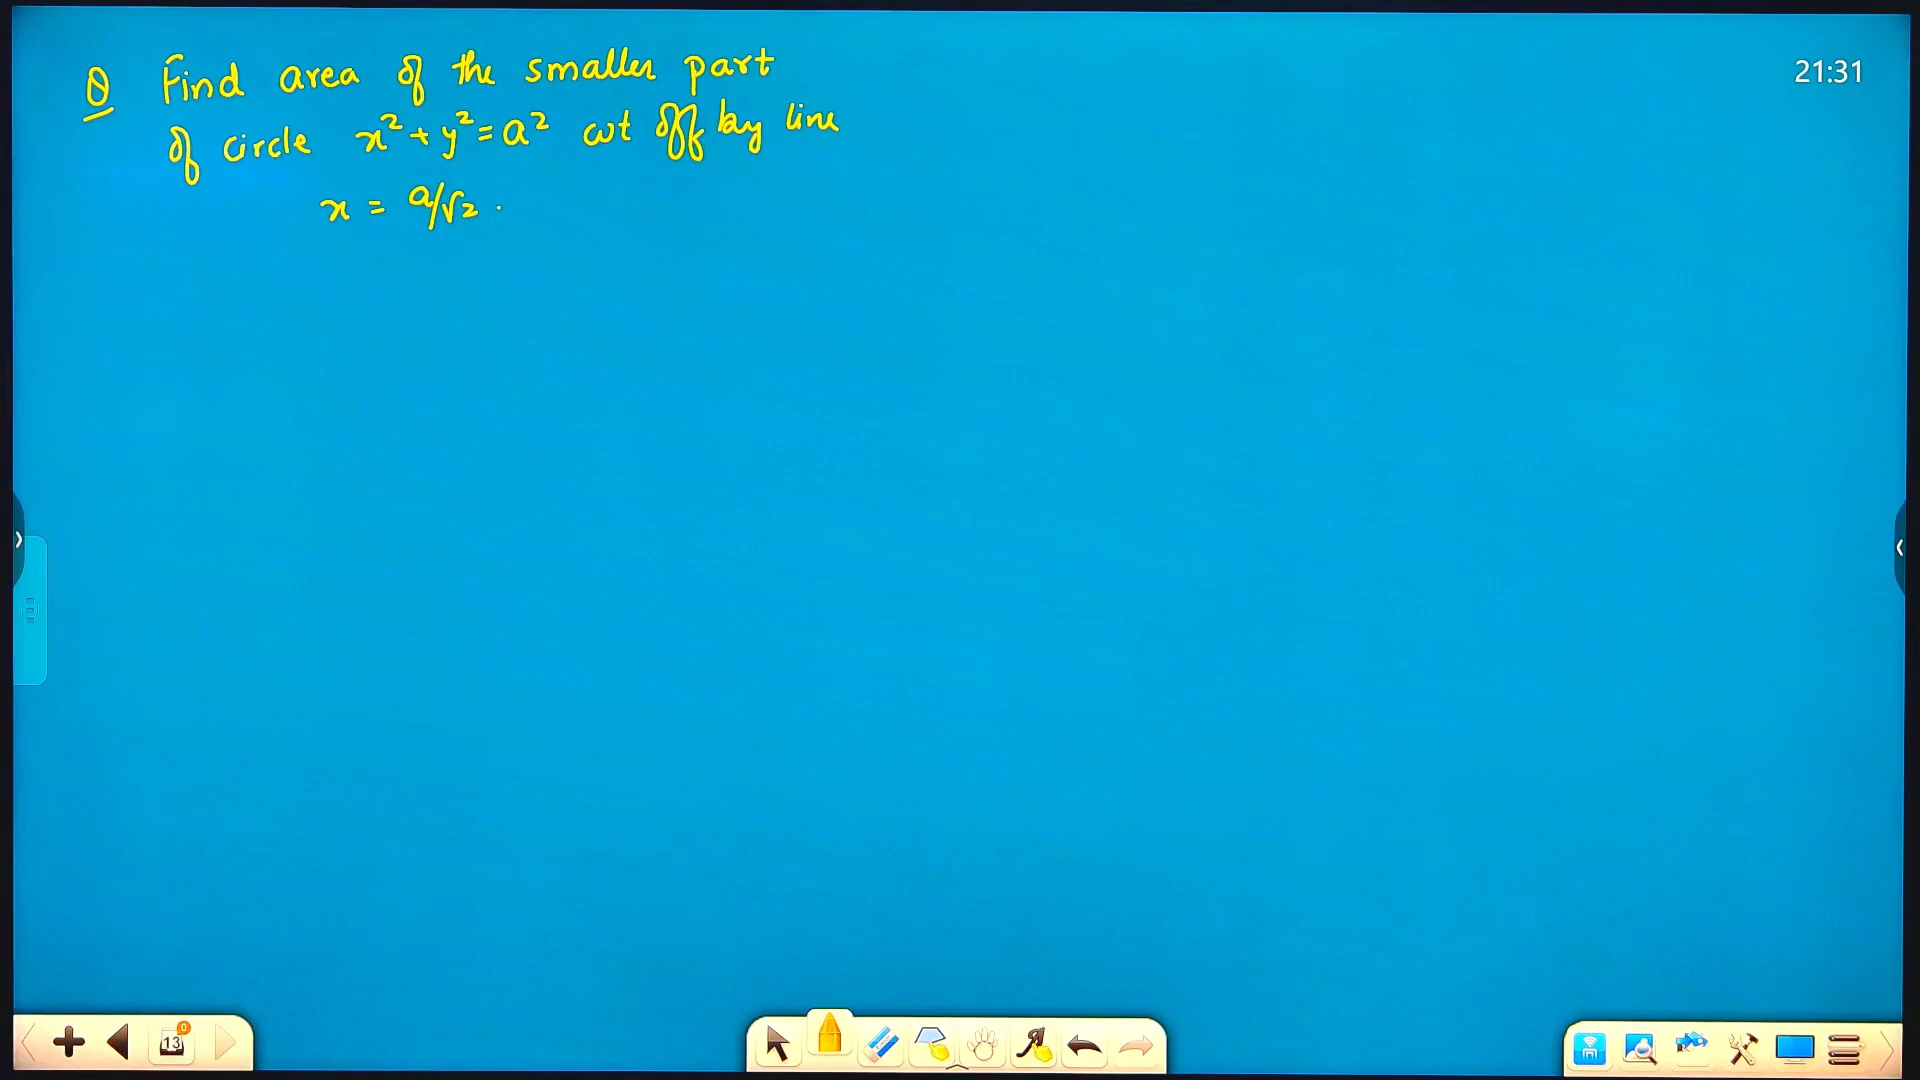 Q Find area of the smaller part
of circle x²+y²=a² cut off by line
x = a/√2.
21:31
13
0